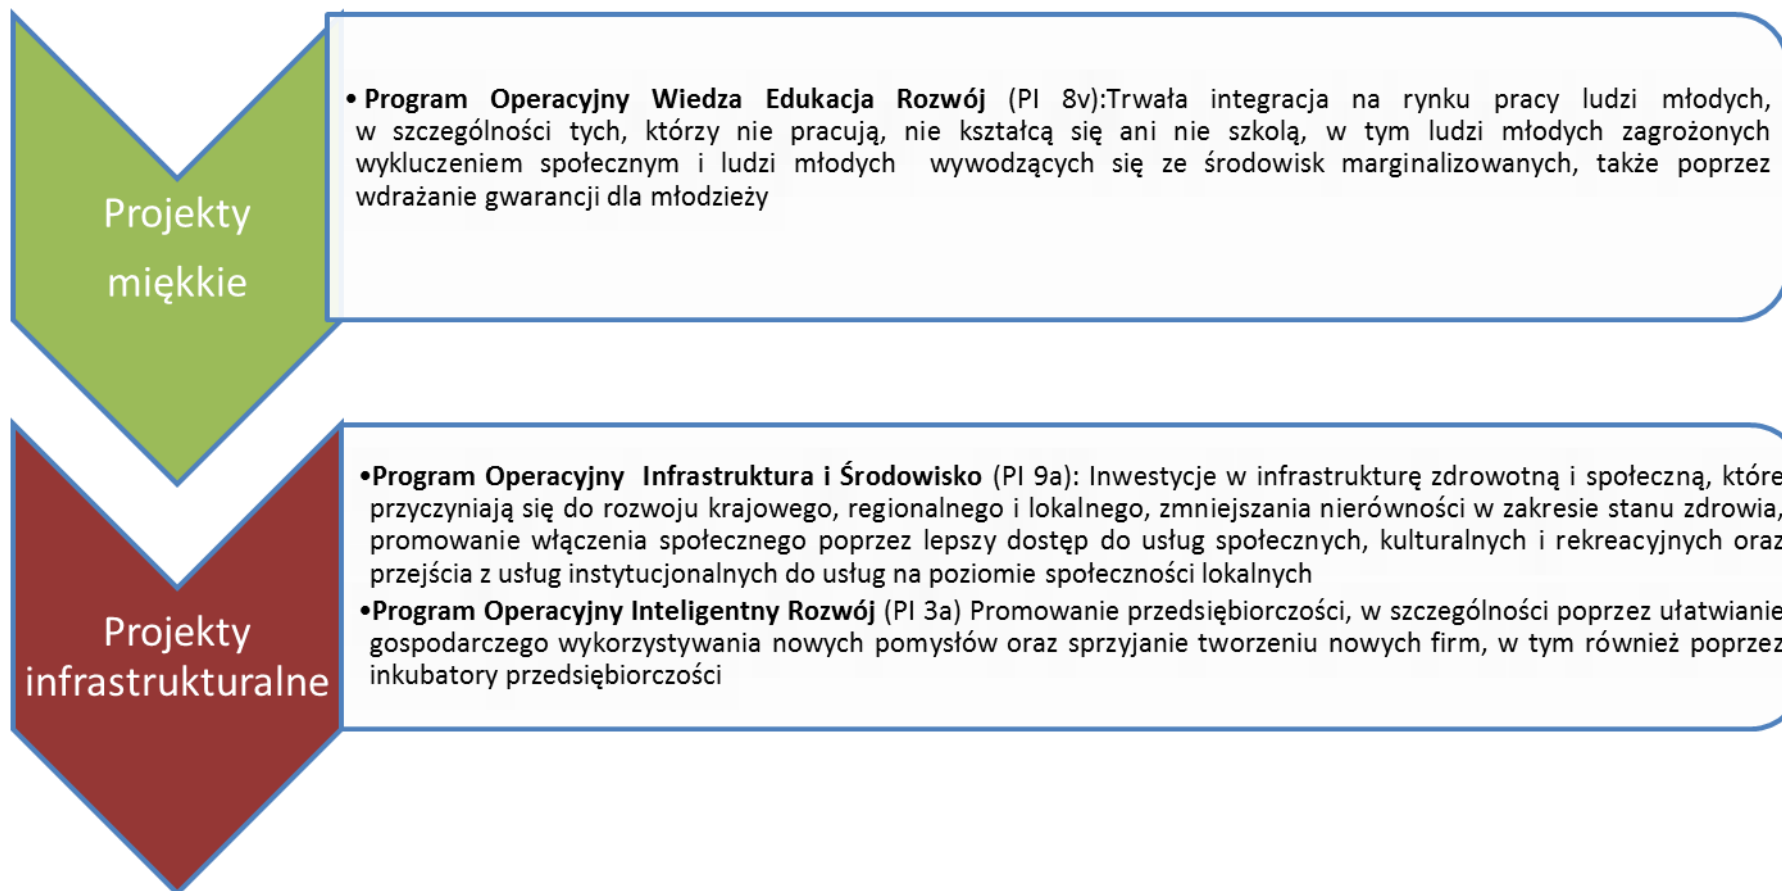 Projekty
miękkie
• Program Operacyjny Wiedza Edukacja Rozwój (PI 8v):Trwała integracja na rynku pracy ludzi młodych,
w szczególności tych, którzy nie pracują, nie kształcą się ani nie szkolą, w tym ludzi młodych zagrożonych
wykluczeniem społecznym i ludzi młodych wywodzących się ze środowisk marginalizowanych, także poprzez
wdrażanie gwarancji dla młodzieży
Projekty
infrastrukturalne
•Program Operacyjny Infrastruktura i Środowisko (PI 9a): Inwestycje w infrastrukturę zdrowotną i społeczną, które
przyczyniają się do rozwoju krajowego, regionalnego i lokalnego, zmniejszania nierówności w zakresie stanu zdrowia,
promowanie włączenia społecznego poprzez lepszy dostęp do usług społecznych, kulturalnych i rekreacyjnych oraz
przejścia z usług instytucjonalnych do usług na poziomie społeczności lokalnych
•Program Operacyjny Inteligentny Rozwój (PI 3a) Promowanie przedsiębiorczości, w szczególności poprzez ułatwianie
gospodarczego wykorzystywania nowych pomysłów oraz sprzyjanie tworzeniu nowych firm, w tym również poprzez
inkubatory przedsiębiorczości